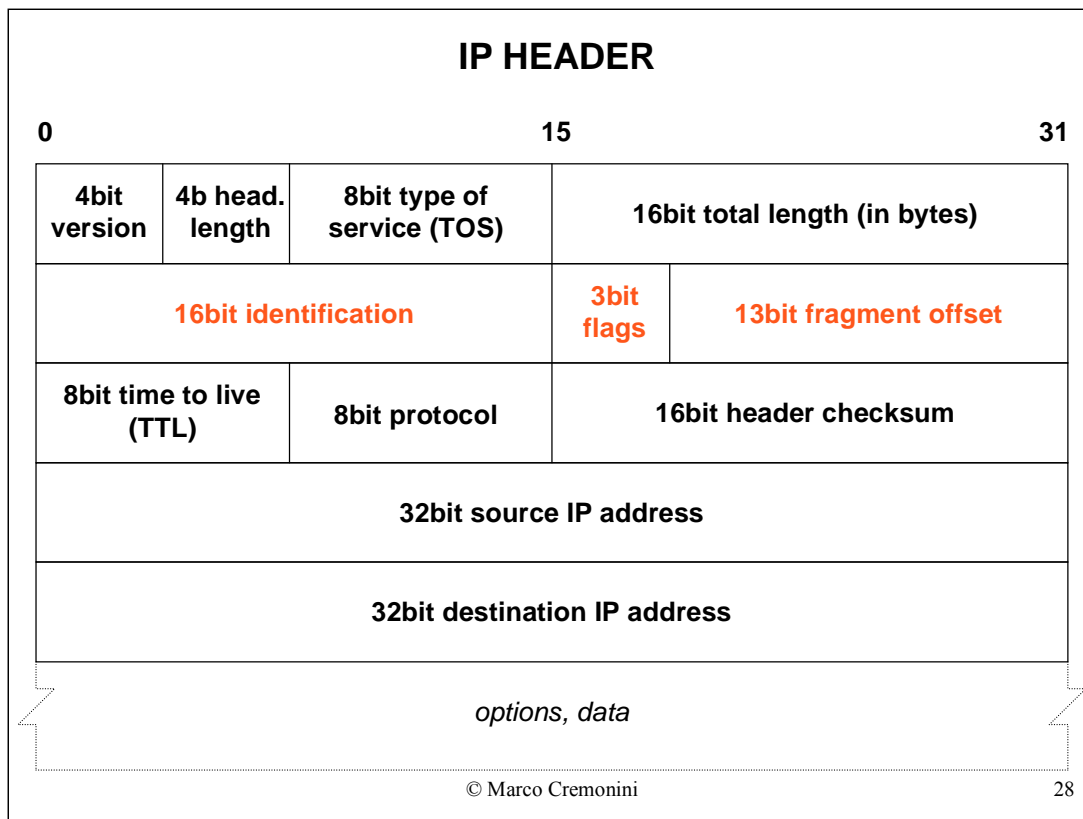 IP HEADER
0 15 31
4bit
version
4b head.
length
8bit type of
service (TOS)
16bit total length (in bytes)
16bit identification
3bit
flags
13bit fragment offset
8bit time to live
(TTL)
8bit protocol
16bit header checksum
32bit source IP address
32bit destination IP address
options, data
© Marco Cremonini
28